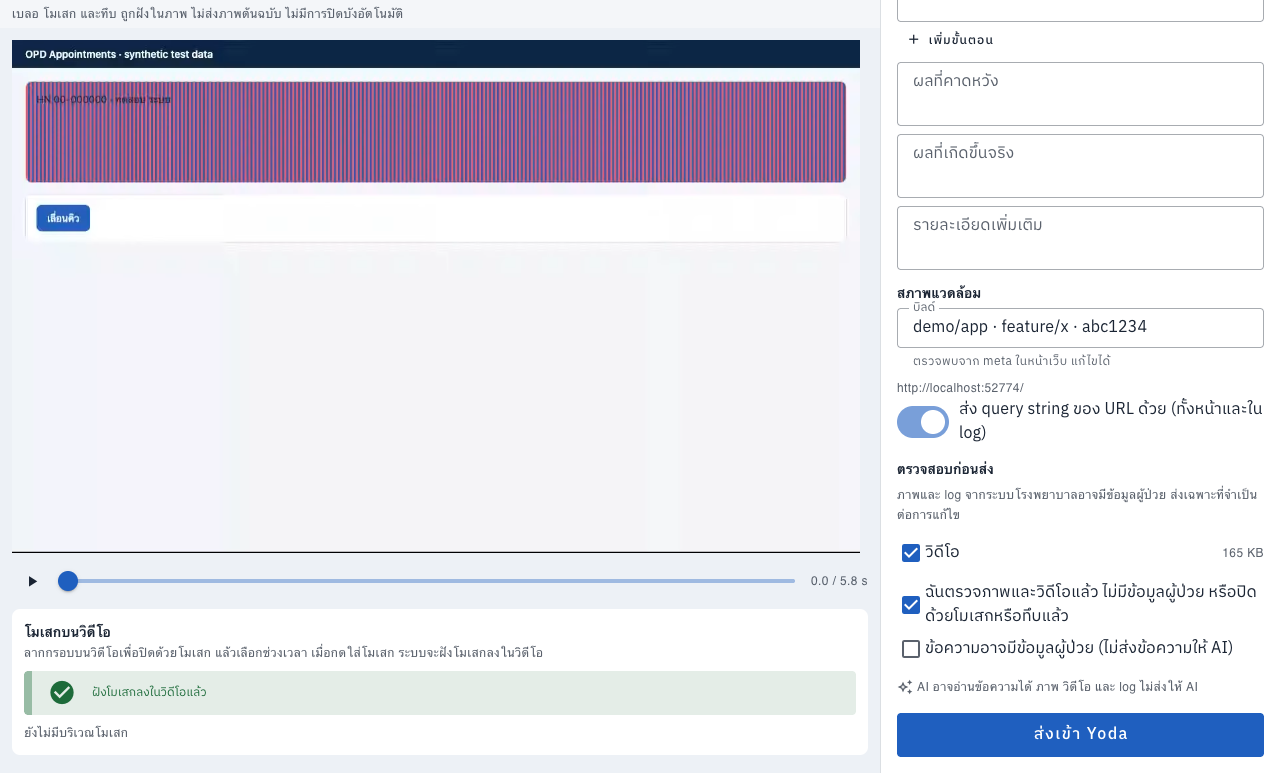 เบลอ โมเสก และทึบ ถูกฝังในภาพ ไม่ส่งภาพต้นฉบับ ไม่มีการปิดบังอัตโนมัติ
OPD Appointments · synthetic test data
HN 00-000000 · ทดสอบ ระบบ
เลื่อนคิว
0.0 / 5.8 s
โมเสกบนวิดีโอ
ลากกรอบบนวิดีโอเพื่อปิดด้วยโมเสก แล้วเลือกช่วงเวลา เมื่อกดใส่โมเสก ระบบจะฝังโมเสกลงในวิดีโอ
ฝังโมเสกลงในวิดีโอแล้ว
ยังไม่มีบริเวณโมเสก
+ เพิ่มขั้นตอน
ผลที่คาดหวัง
ผลที่เกิดขึ้นจริง
รายละเอียดเพิ่มเติม
สภาพแวดล้อม
บิลด์
demo/app · feature/x · abc1234
ตรวจพบจาก meta ในหน้าเว็บ แก้ไขได้
http://localhost:52774/
ส่ง query string ของ URL ด้วย (ทั้งหน้าและใน
log)
ตรวจสอบก่อนส่ง
ภาพและ log จากระบบโรงพยาบาลอาจมีข้อมูลผู้ป่วย ส่งเฉพาะที่จำเป็น
ต่อการแก้ไข
วิดีโอ 165 KB
ฉันตรวจภาพและวิดีโอแล้ว ไม่มีข้อมูลผู้ป่วย หรือปิด
ด้วยโมเสกหรือทึบแล้ว
ข้อความอาจมีข้อมูลผู้ป่วย (ไม่ส่งข้อความให้ AI)
AI อาจอ่านข้อความได้ ภาพ วิดีโอ และ log ไม่ส่งให้ AI
ส่งเข้า Yoda